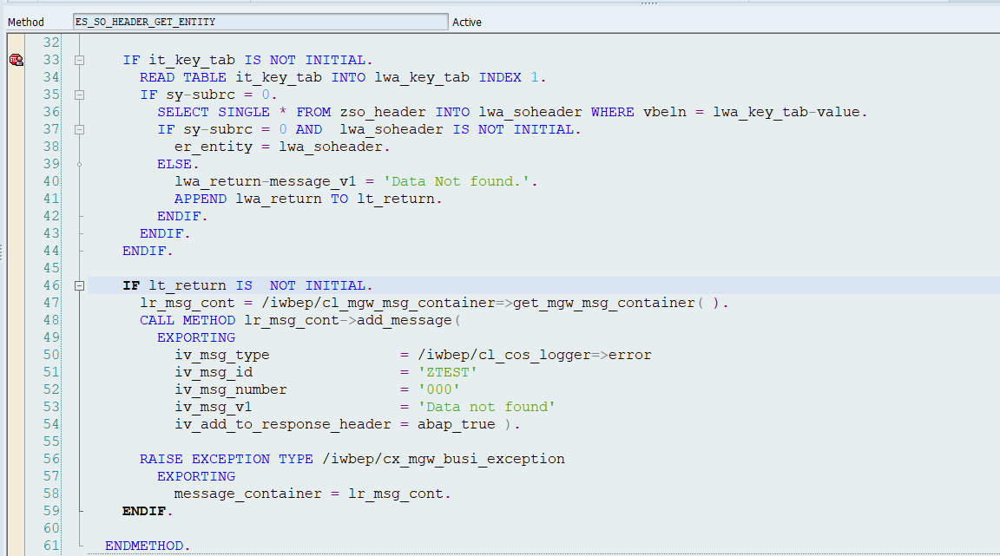 Method ES_SO_HEADER_GET_ENTITY Active
32
33 IF it_key_tab IS NOT INITIAL.
34 READ TABLE it_key_tab INTO lwa_key_tab INDEX 1.
35 IF sy-subrc = 0.
36 SELECT SINGLE * FROM zso_header INTO lwa_soheader WHERE vbeln = lwa_key_tab-value.
37 IF sy-subrc = 0 AND  lwa_soheader IS NOT INITIAL.
38 er_entity = lwa_soheader.
39 ELSE.
40 lwa_return-message_v1 = 'Data Not found.'.
41 APPEND lwa_return TO lt_return.
42 ENDIF.
43 ENDIF.
44 ENDIF.
45
46 IF lt_return IS  NOT INITIAL.
47 lr_msg_cont = /iwbep/cl_mgw_msg_container=>get_mgw_msg_container( ).
48 CALL METHOD lr_msg_cont->add_message(
49 EXPORTING
50 iv_msg_type = /iwbep/cl_cos_logger=>error
51 iv_msg_id = 'ZTEST'
52 iv_msg_number = '000'
53 iv_msg_v1 = 'Data not found'
54 iv_add_to_response_header = abap_true ).
55
56 RAISE EXCEPTION TYPE /iwbep/cx_mgw_busi_exception
57 EXPORTING
58 message_container = lr_msg_cont.
59 ENDIF.
60
61 ENDMETHOD.